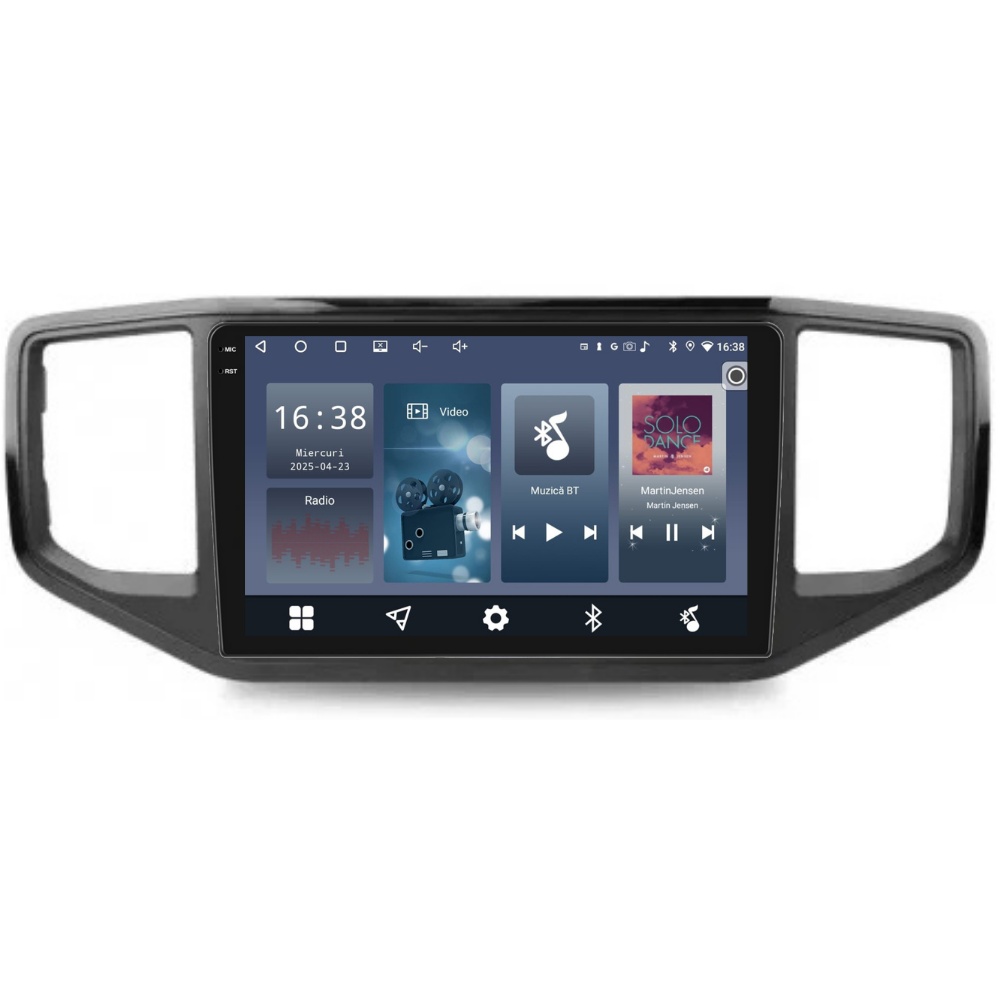 MIC
RST
G
16:38
16:38
Miercuri
2025-04-23
Radio
Video
Muzică BT
SOLO
DANCE
MartinJensen
Martin Jensen